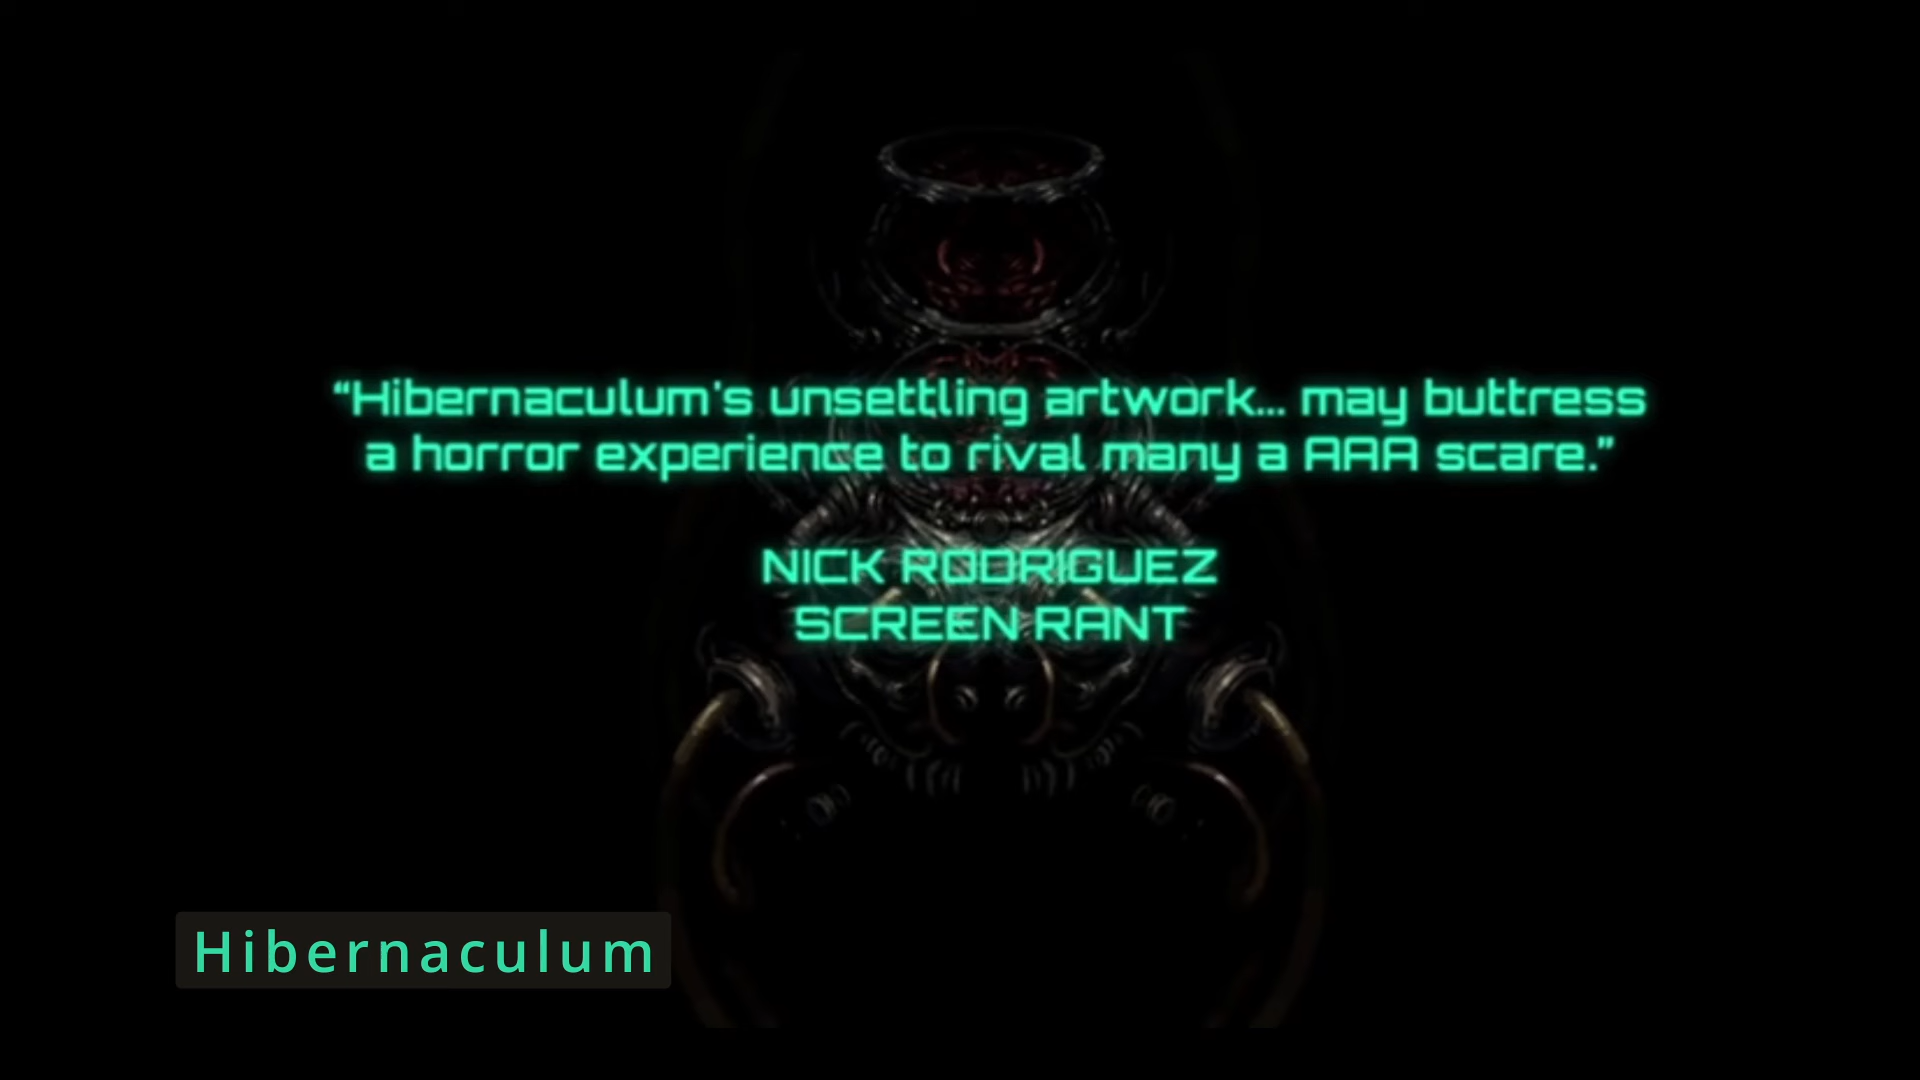 “Hibernaculum’s unsettling artwork... may buttress
a horror experience to rival many a AAA scare.”
NICK RODRIGUEZ
SCREEN RANT
Hibernaculum